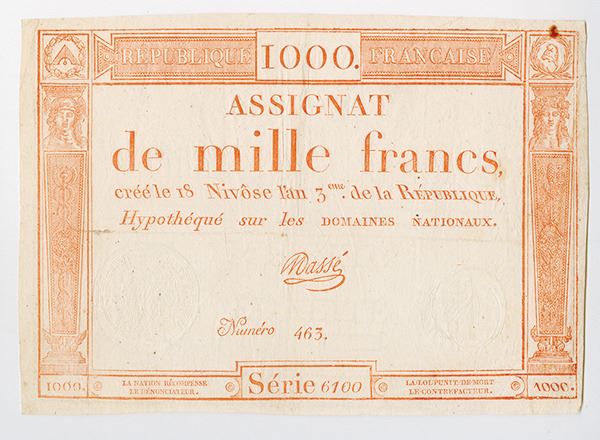 RÉPUBLIQUE 1000. FRANÇAISE
ASSIGNAT
de mille francs,
créé le 18 Nivôse l'an 3eme. de la RÉPUBLIQUE,
Hypothéqué sur les DOMAINES NATIONAUX.
Dassé
Numéro 463.
1000.
LA NATION RÉCOMPENSE
LE DÉNONCIATEUR.
Série 6100
LA LOI PUNIT DE MORT
LE CONTREFACTEUR.
1000.